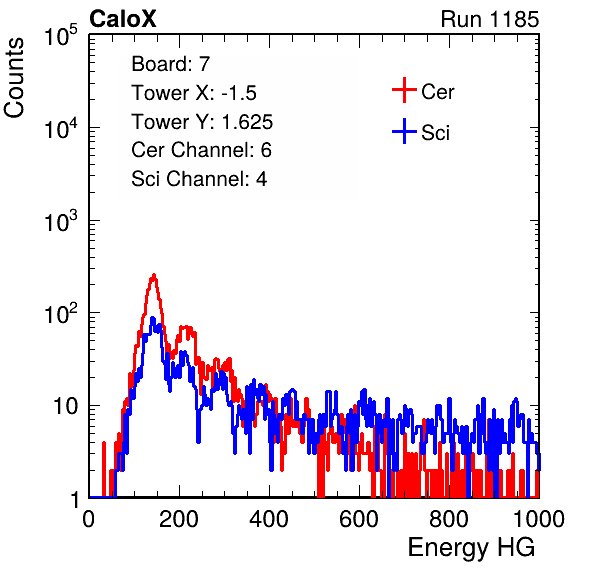 CaloX Run 1185
Counts
Board: 7
Tower X: -1.5
Tower Y: 1.625
Cer Channel: 6
Sci Channel: 4
Cer
Sci
10^5
10^4
10^3
10^2
10
1
0 200 400 600 800 1000
Energy HG